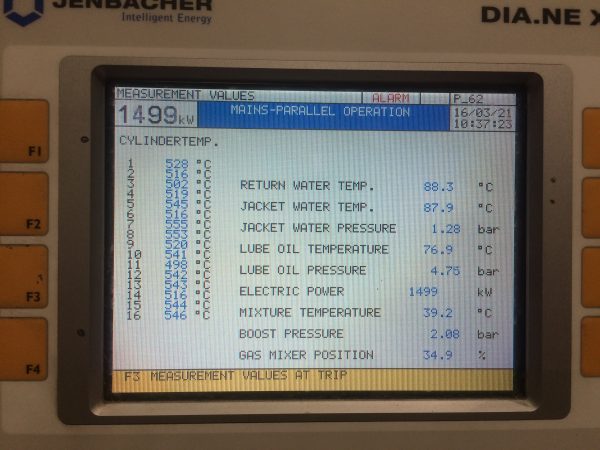 JENBACHER
Intelligent Energy
DIA.NE X
MEASUREMENT VALUES ALARM P_62
1499kW MAINS-PARALLEL OPERATION 16/03/21
10:37:23
CYLINDERTEMP.
1 528 °C
2 516 °C
3 502 °C
4 519 °C
5 545 °C
6 516 °C
7 555 °C
8 553 °C
9 520 °C
10 541 °C
11 498 °C
12 542 °C
13 543 °C
14 516 °C
15 544 °C
16 546 °C
RETURN WATER TEMP. 88.3 °C
JACKET WATER TEMP. 87.9 °C
JACKET WATER PRESSURE 1.28 bar
LUBE OIL TEMPERATURE 76.9 °C
LUBE OIL PRESSURE 4.75 bar
ELECTRIC POWER 1499 kW
MIXTURE TEMPERATURE 39.2 °C
BOOST PRESSURE 2.08 bar
GAS MIXER POSITION 34.9 %
F3 MEASUREMENT VALUES AT TRIP
F1
F2
F3
F4